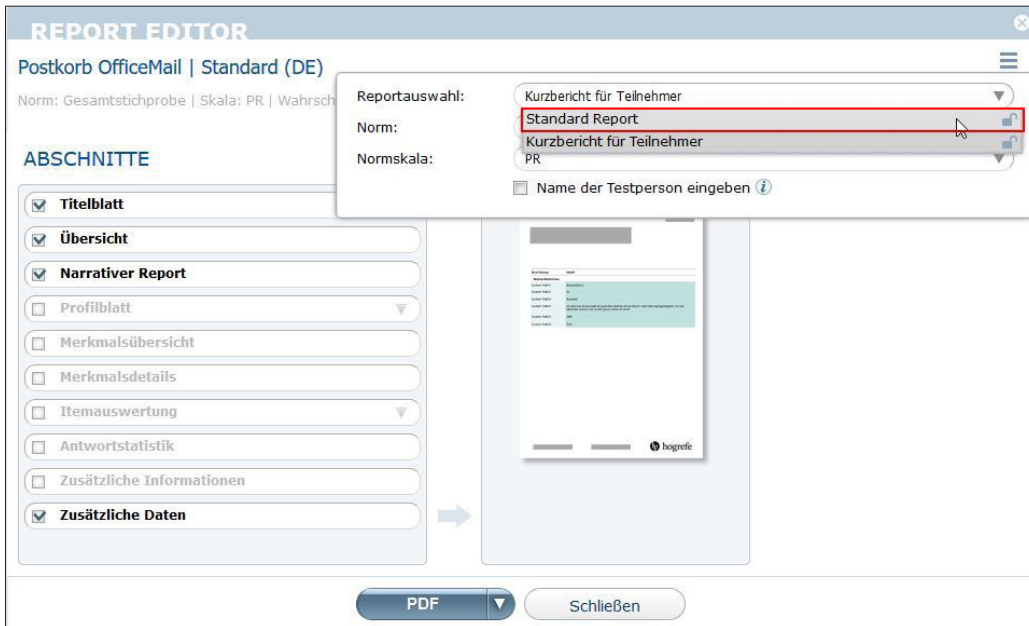 REPORT EDITOR
Postkorb OfficeMail | Standard (DE)
Norm: Gesamtstichprobe | Skala: PR | Wahrsch
Reportauswahl:
Kurzbericht für Teilnehmer
Standard Report
Norm:
Kurzbericht für Teilnehmer
Normskala:
PR
Name der Testperson eingeben
ABSCHNITTE
Titelblatt
Übersicht
Narrativer Report
Profilblatt
Merkmalsübersicht
Merkmalsdetails
Itemauswertung
Antwortstatistik
Zusätzliche Informationen
Zusätzliche Daten
hogrefe
PDF
Schließen